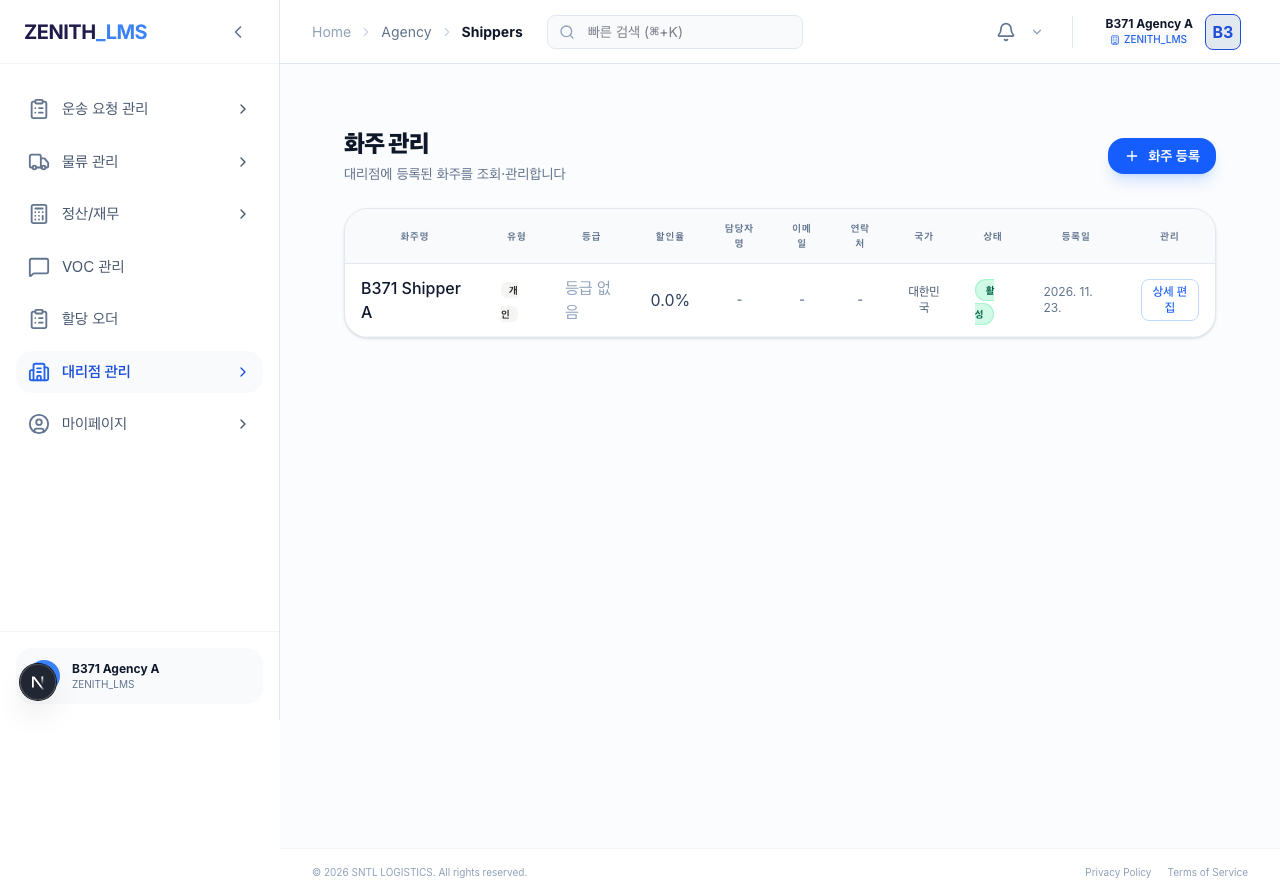 ZENITH_LMS
Home
Agency
Shippers
빠른 검색 (⌘+K)
B371 Agency A
ZENITH_LMS
B3
운송 요청 관리
물류 관리
정산/재무
VOC 관리
할당 오더
대리점 관리
마이페이지
화주 관리
대리점에 등록된 화주를 조회·관리합니다
화주 등록
화주명
유형
등급
할인율
담당자
명
이메
일
연락
처
국가
상태
등록일
관리
B371 Shipper
A
개
인
등급 없
음
0.0%
-
-
-
대한민
국
활
성
2026. 11.
23.
상세 편
집
B371 Agency A
ZENITH_LMS
N
© 2026 SNTL LOGISTICS. All rights reserved.
Privacy Policy
Terms of Service